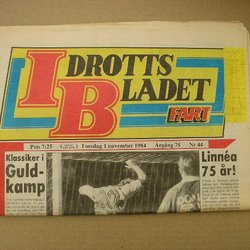 IDROTTS
BLADET
FART
Pris 7:25 Torsdag 1 november 1984 Årgång 75 Nr 44
Klassiker i
Guld-
kamp
Linnéa
75 år!